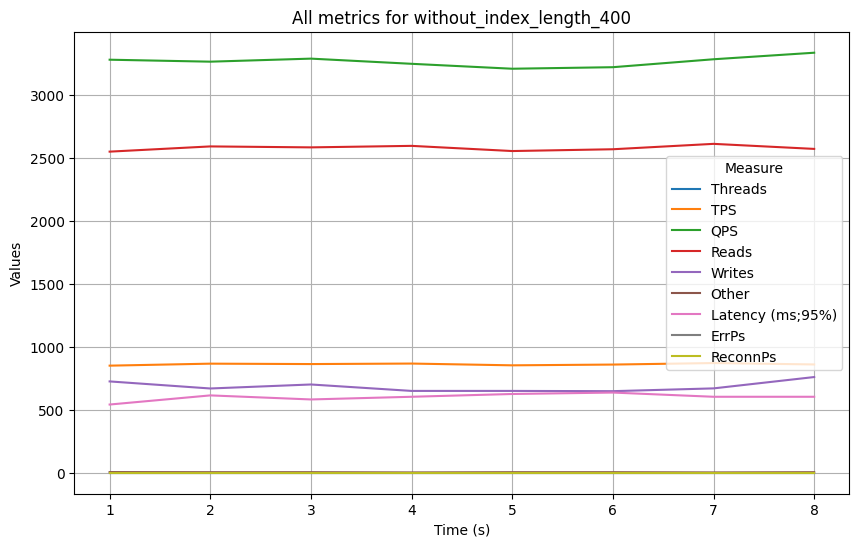 All metrics for without_index_length_400
Values
3000
2500
2000
1500
1000
500
0
Measure
Threads
TPS
QPS
Reads
Writes
Other
Latency (ms;95%)
ErrPs
ReconnPs
1 2 3 4 5 6 7 8
Time (s)